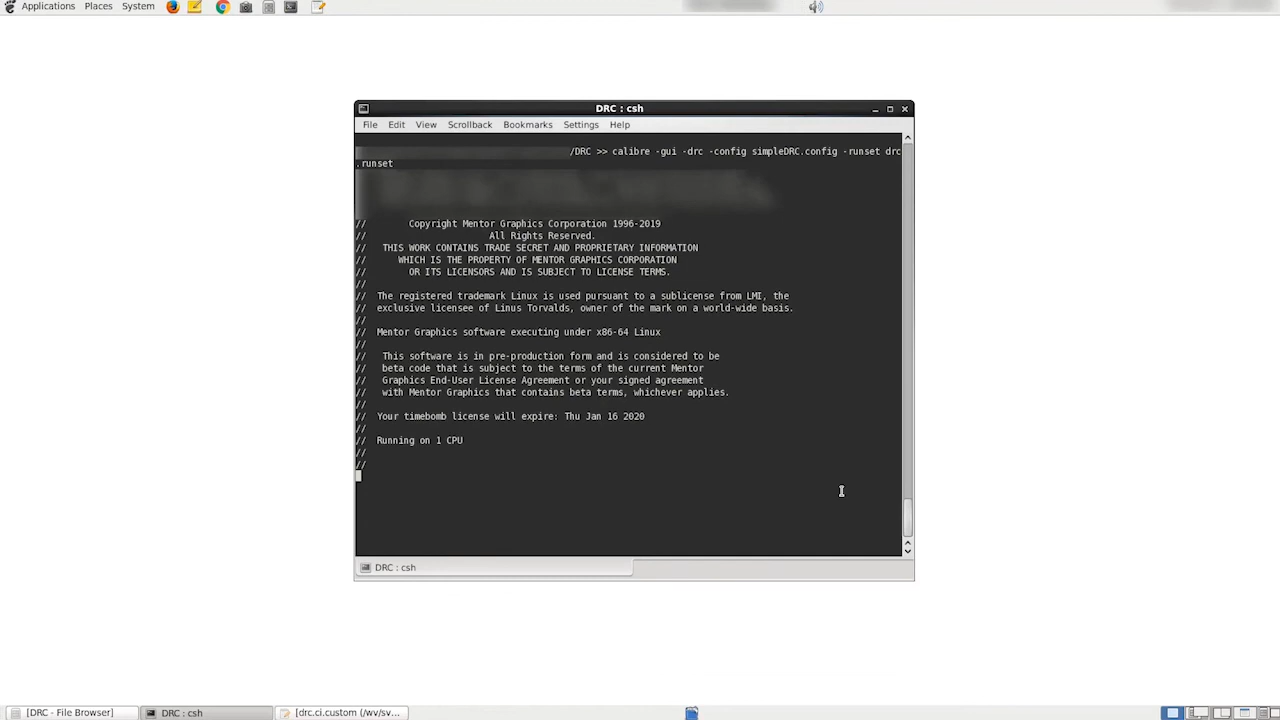 Applications Places System
DRC : csh
File Edit View Scrollback Bookmarks Settings Help
/DRC >> calibre -gui -drc -config simpleDRC.config -runset drc
.runset
// Copyright Mentor Graphics Corporation 1996-2019
// All Rights Reserved.
// THIS WORK CONTAINS TRADE SECRET AND PROPRIETARY INFORMATION
// WHICH IS THE PROPERTY OF MENTOR GRAPHICS CORPORATION
// OR ITS LICENSORS AND IS SUBJECT TO LICENSE TERMS.
//
// The registered trademark Linux is used pursuant to a sublicense from LMI, the
// exclusive licensee of Linus Torvalds, owner of the mark on a world-wide basis.
//
// Mentor Graphics software executing under x86-64 Linux
//
// This software is in pre-production form and is considered to be
// beta code that is subject to the terms of the current Mentor
// Graphics End-User License Agreement or your signed agreement
// with Mentor Graphics that contains beta terms, whichever applies.
//
// Your timebomb license will expire: Thu Jan 16 2020
//
// Running on 1 CPU
//
//
DRC : csh
[DRC - File Browser] DRC : csh [drc.ci.custom (/wv/sv...